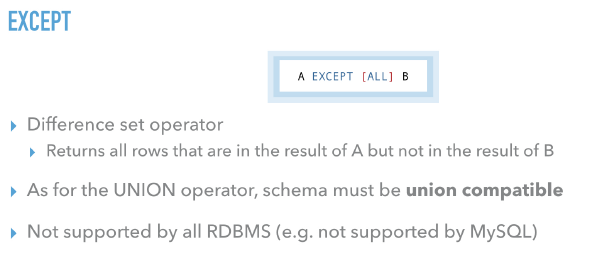 EXCEPT
A EXCEPT [ALL] B
Difference set operator
Returns all rows that are in the result of A but not in the result of B
As for the UNION operator, schema must be union compatible
Not supported by all RDBMS (e.g. not supported by MySQL)